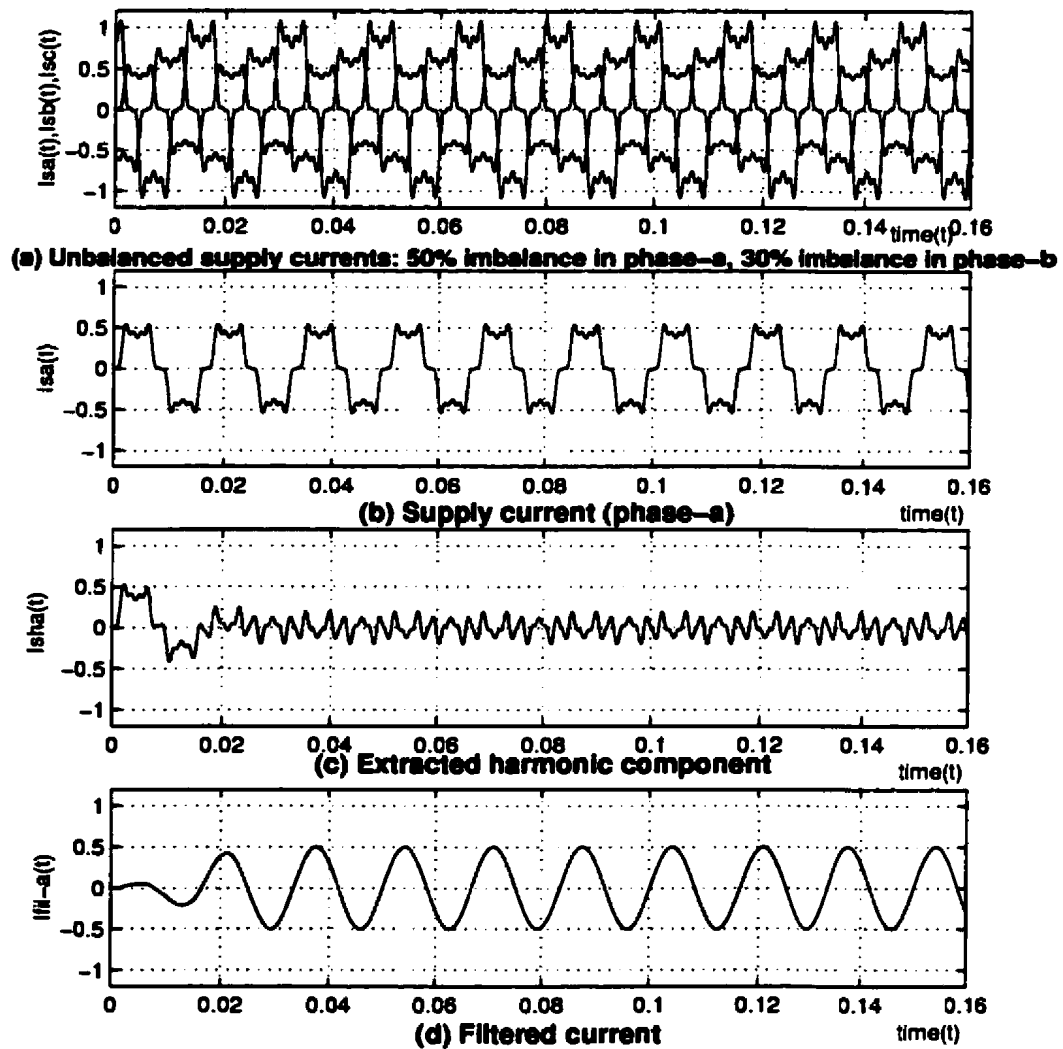 Isa(t),Isb(t),Isc(t)
1
0.5
0
−0.5
−1
0 0.02 0.04 0.06 0.08 0.1 0.12 0.14 0.16
time(t)
(a) Unbalanced supply currents: 50% imbalance in phase−a, 30% imbalance in phase−b
Isa(t)
1
0.5
0
−0.5
−1
0 0.02 0.04 0.06 0.08 0.1 0.12 0.14 0.16
(b) Supply current (phase−a)
time(t)
Isha(t)
1
0.5
0
−0.5
−1
0 0.02 0.04 0.06 0.08 0.1 0.12 0.14 0.16
(c) Extracted harmonic component
time(t)
Ifil−a(t)
1
0.5
0
−0.5
−1
0 0.02 0.04 0.06 0.08 0.1 0.12 0.14 0.16
(d) Filtered current
time(t)